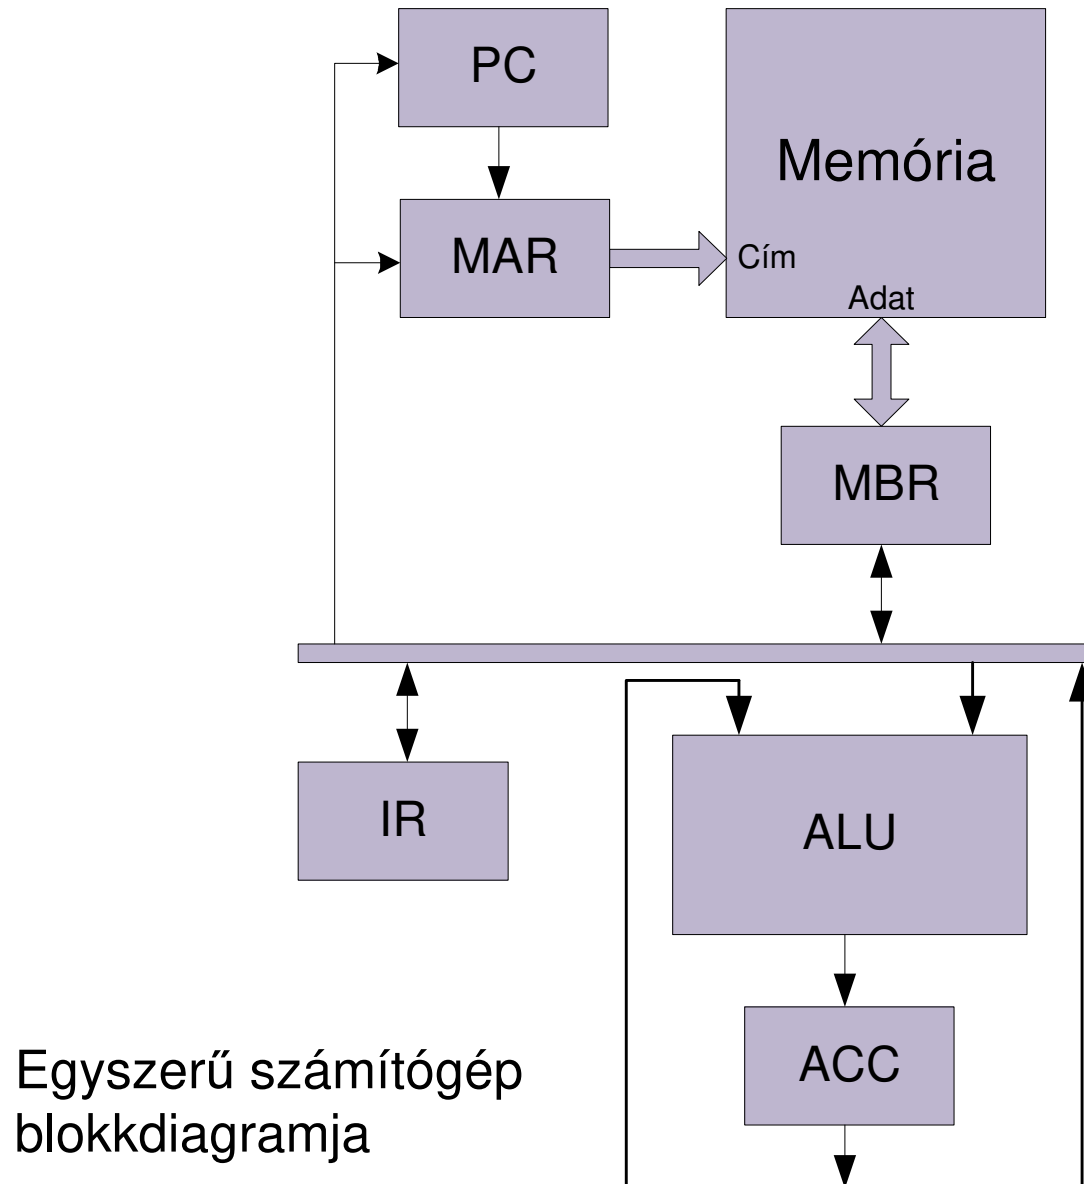 PC
Memória
MAR
Cím
Adat
MBR
IR
ALU
ACC
Egyszerű számítógép
blokkdiagramja